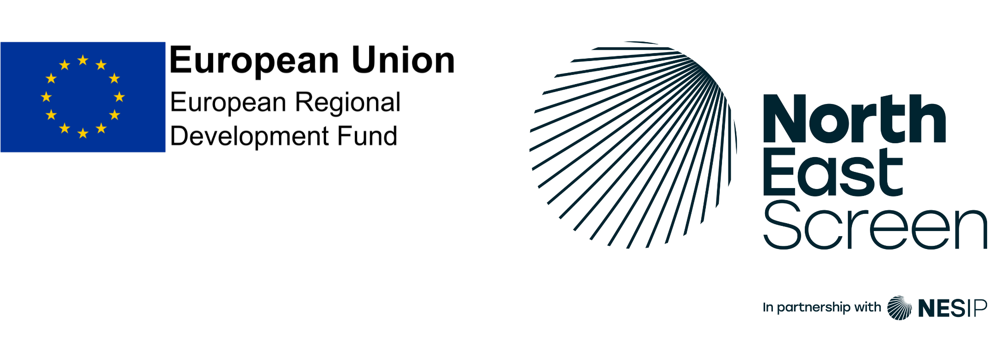 European Union
European Regional
Development Fund
North
East
Screen
In partnership with NESIP